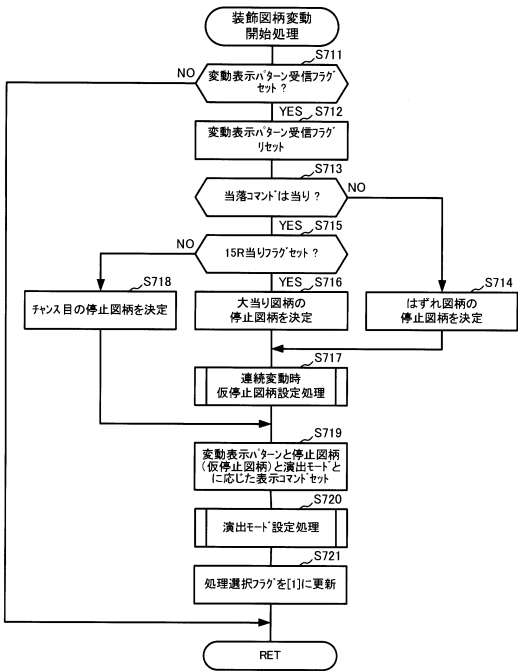 装飾図柄変動
開始処理
S711
変動表示パターン受信フラグ
セット?
NO
YES
S712
変動表示パターン受信フラグ
リセット
S713
当落コマンドは当り?
NO
YES
S715
15R当りフラグセット?
NO
YES
S718
チャンス目の停止図柄を決定
S716
大当り図柄の
停止図柄を決定
S714
はずれ図柄の
停止図柄を決定
S717
連続変動時
仮停止図柄設定処理
S719
変動表示パターンと停止図柄
(仮停止図柄)と演出モードと
に応じた表示コマンドセット
S720
演出モード設定処理
S721
処理選択フラグを[1]に更新
RET